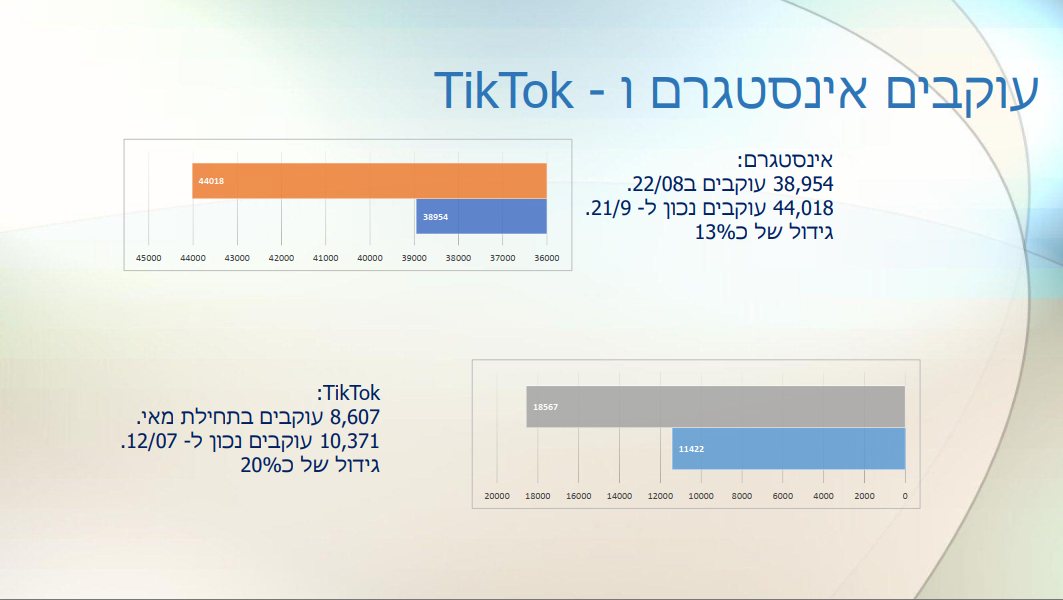 עוקבים אינסטגרם ו - TikTok
אינסטגרם:
38,954 עוקבים ב22/08.
44,018 עוקבים נכון ל- 21/9.
גידול של כ13%
44018
38954
45000 44000 43000 42000 41000 40000 39000 38000 37000 36000
TikTok:
8,607 עוקבים בתחילת מאי.
10,371 עוקבים נכון ל- 12/07.
גידול של כ20%
18567
11422
20000 18000 16000 14000 12000 10000 8000 6000 4000 2000 0